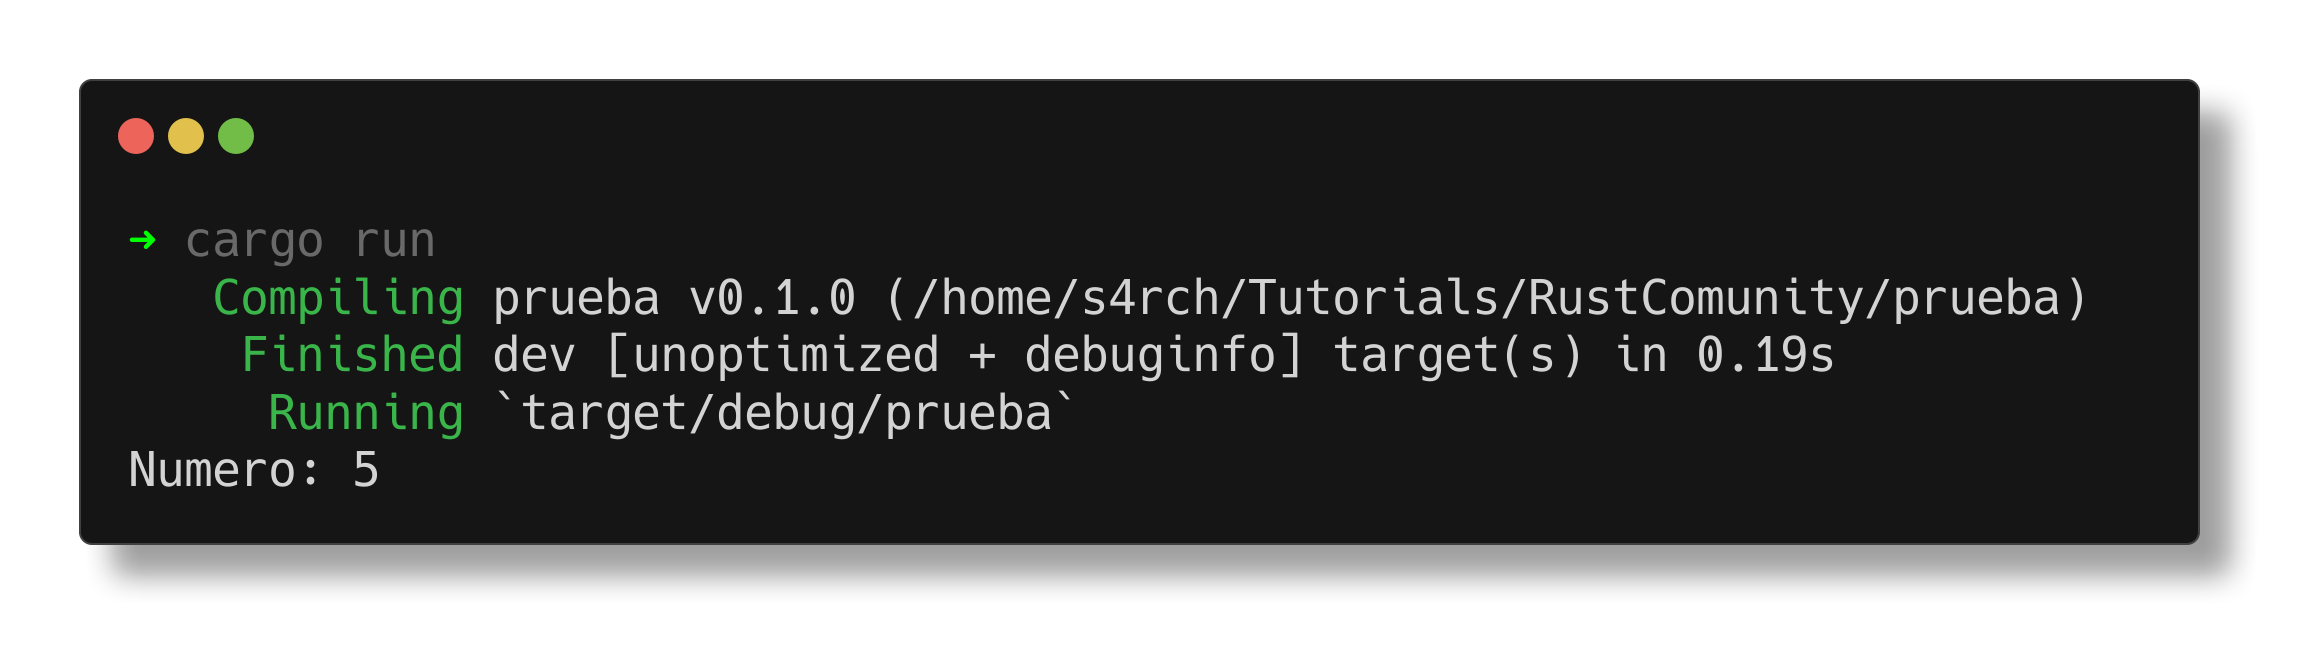 ➜ cargo run
Compiling prueba v0.1.0 (/home/s4rch/Tutorials/RustComunity/prueba)
Finished dev [unoptimized + debuginfo] target(s) in 0.19s
Running `target/debug/prueba`
Numero: 5